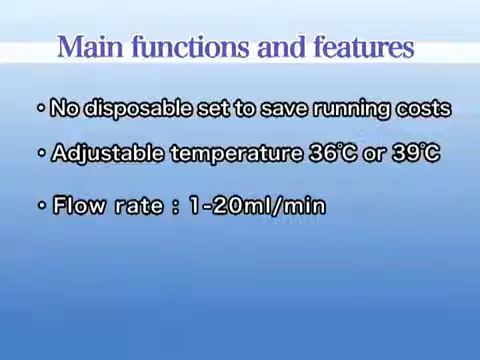 Main functions and features
・No disposable set to save running costs
・Adjustable temperature 36℃ or 39℃
・Flow rate : 1-20ml/min